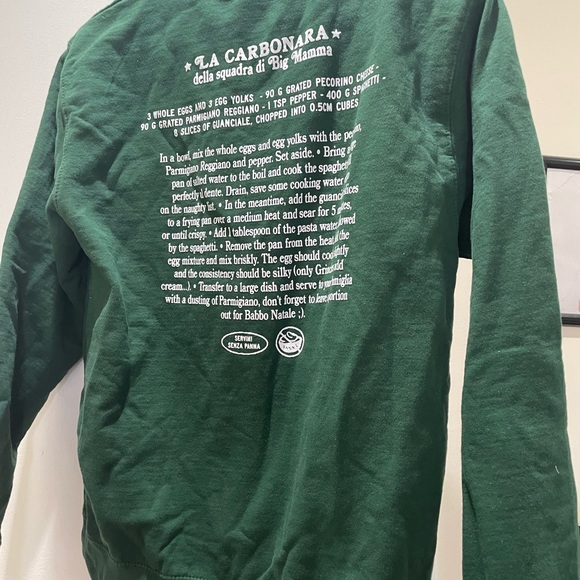 ★ LA CARBONARA ★
della squadra di Big Mamma
3 WHOLE EGGS AND 3 EGG YOLKS - 90 G GRATED PECORINO CHEESE -
90 G GRATED PARMIGIANO REGGIANO - 1 TSP PEPPER - 400 G SPAGHETTI -
8 SLICES OF GUANCIALE, CHOPPED INTO 0.5CM CUBES
In a bowl, mix the whole eggs and egg yolks with the
Parmigiano Reggiano and pepper. Set aside. • Bring a
pan of salted water to the boil and cook the spaghetti
perfectly dente. Drain, save some cooking water
on the naughty list. • In the meantime, add the guanciale slices
to a frying pan over a medium heat and sear for 5
or until crispy. • Add 1 tablespoon of the pasta water
by the spaghetti. • Remove the pan from the heat,
egg mixture and mix briskly. The egg should cook
and the consistency should be silky (only
cream...). • Transfer to a large dish and serve to your famiglia
with a dusting of Parmigiano, don't forget to leave portion
out for Babbo Natale ;).
SERVINI
SENZA PANNA